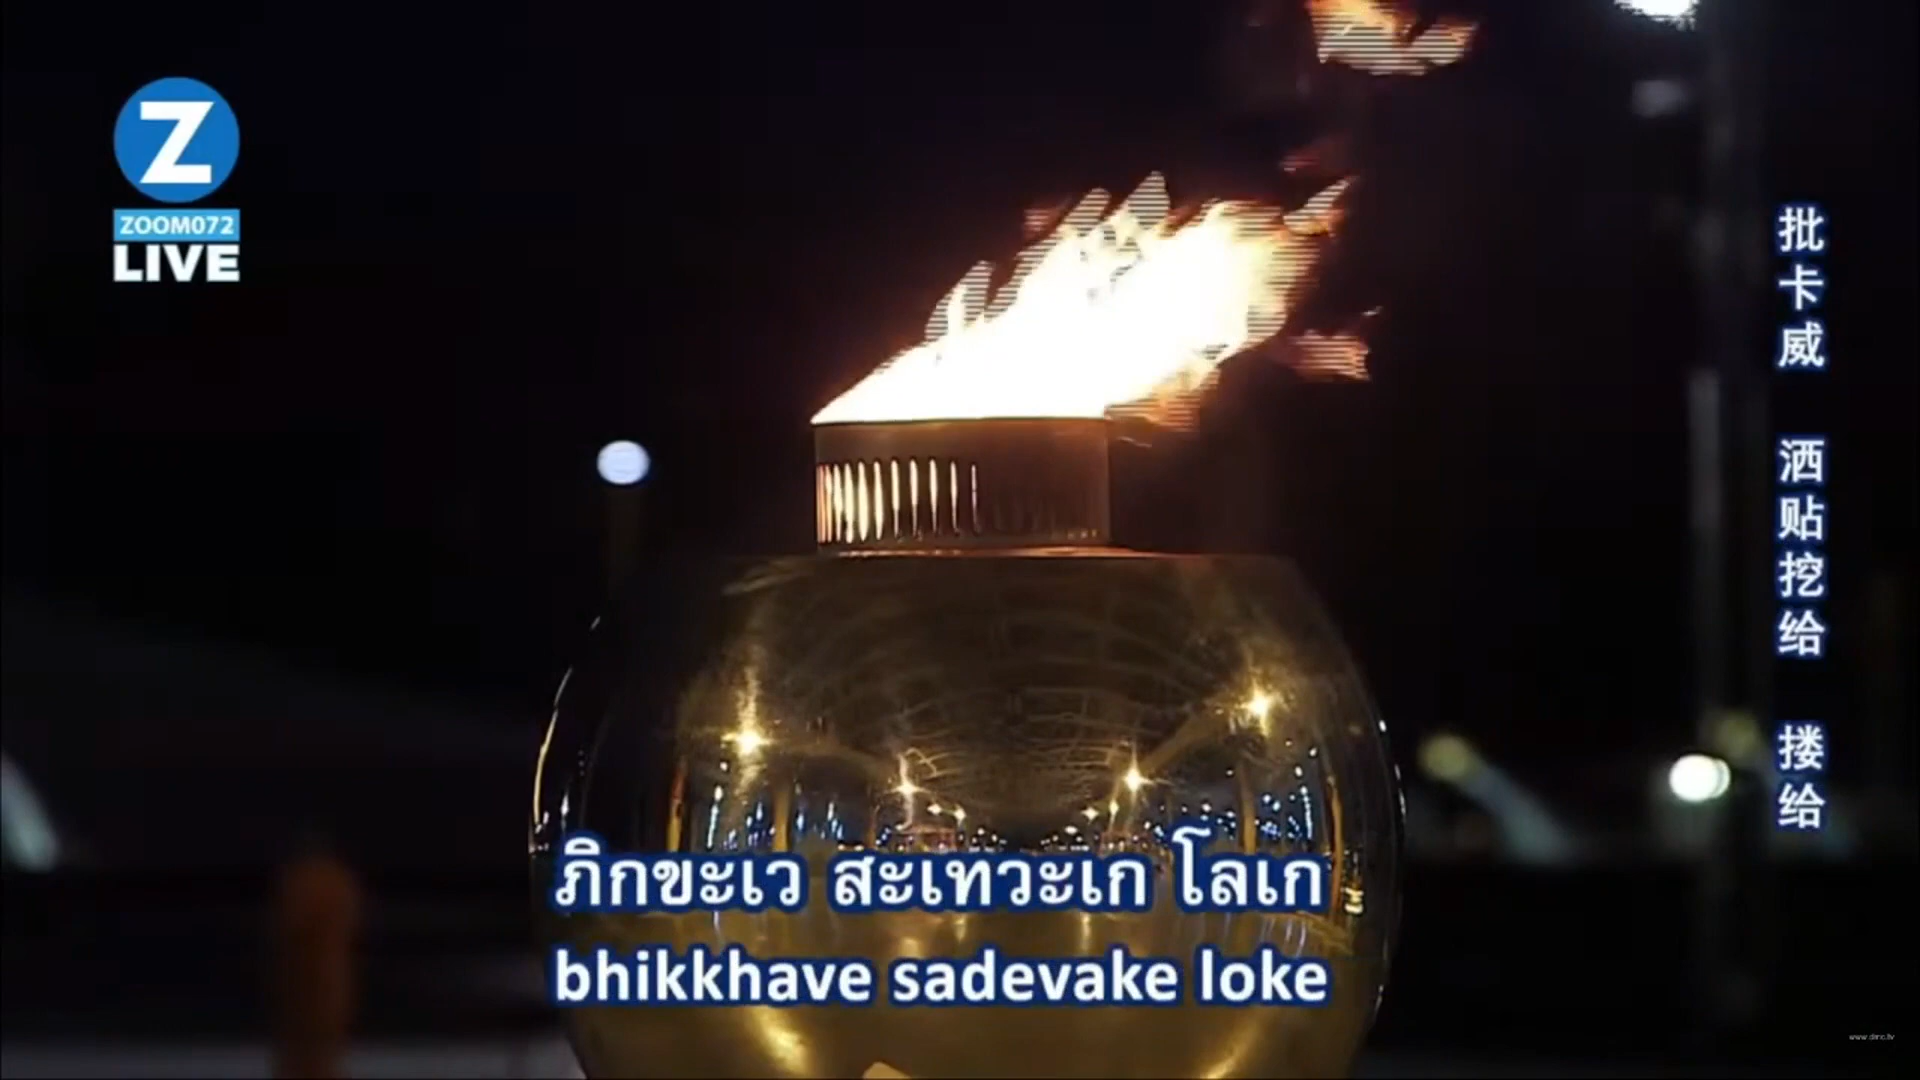 Z
ZOOM072
LIVE
批卡威 洒贴挖给 搂给
ภิกขะเว สะเทวะเก โลเก
bhikkhave sadevake loke